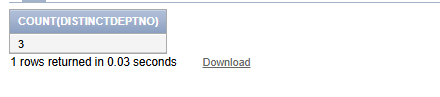 COUNT(DISTINCTDEPTNO)
3
1 rows returned in 0.03 seconds Download